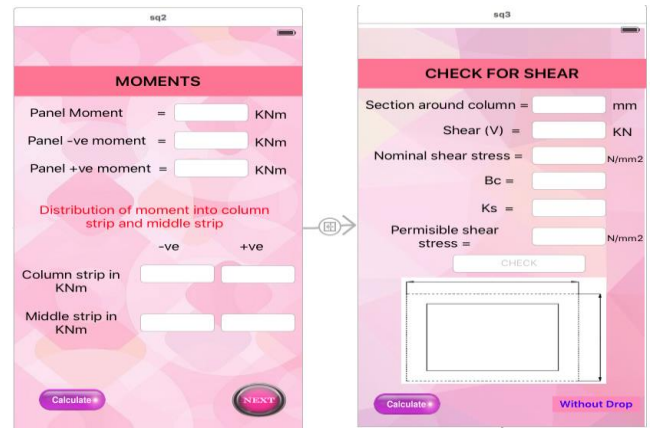 sq2
MOMENTS
Panel Moment = KNm
Panel -ve moment = KNm
Panel +ve moment = KNm
Distribution of moment into column
strip and middle strip
-ve +ve
Column strip in
KNm
Middle strip in
KNm
Calculate
NEXT
sq3
CHECK FOR SHEAR
Section around column = mm
Shear (V) = KN
Nominal shear stress = N/mm2
Bc =
Ks =
Permisible shear
stress = N/mm2
CHECK
Calculate
Without Drop